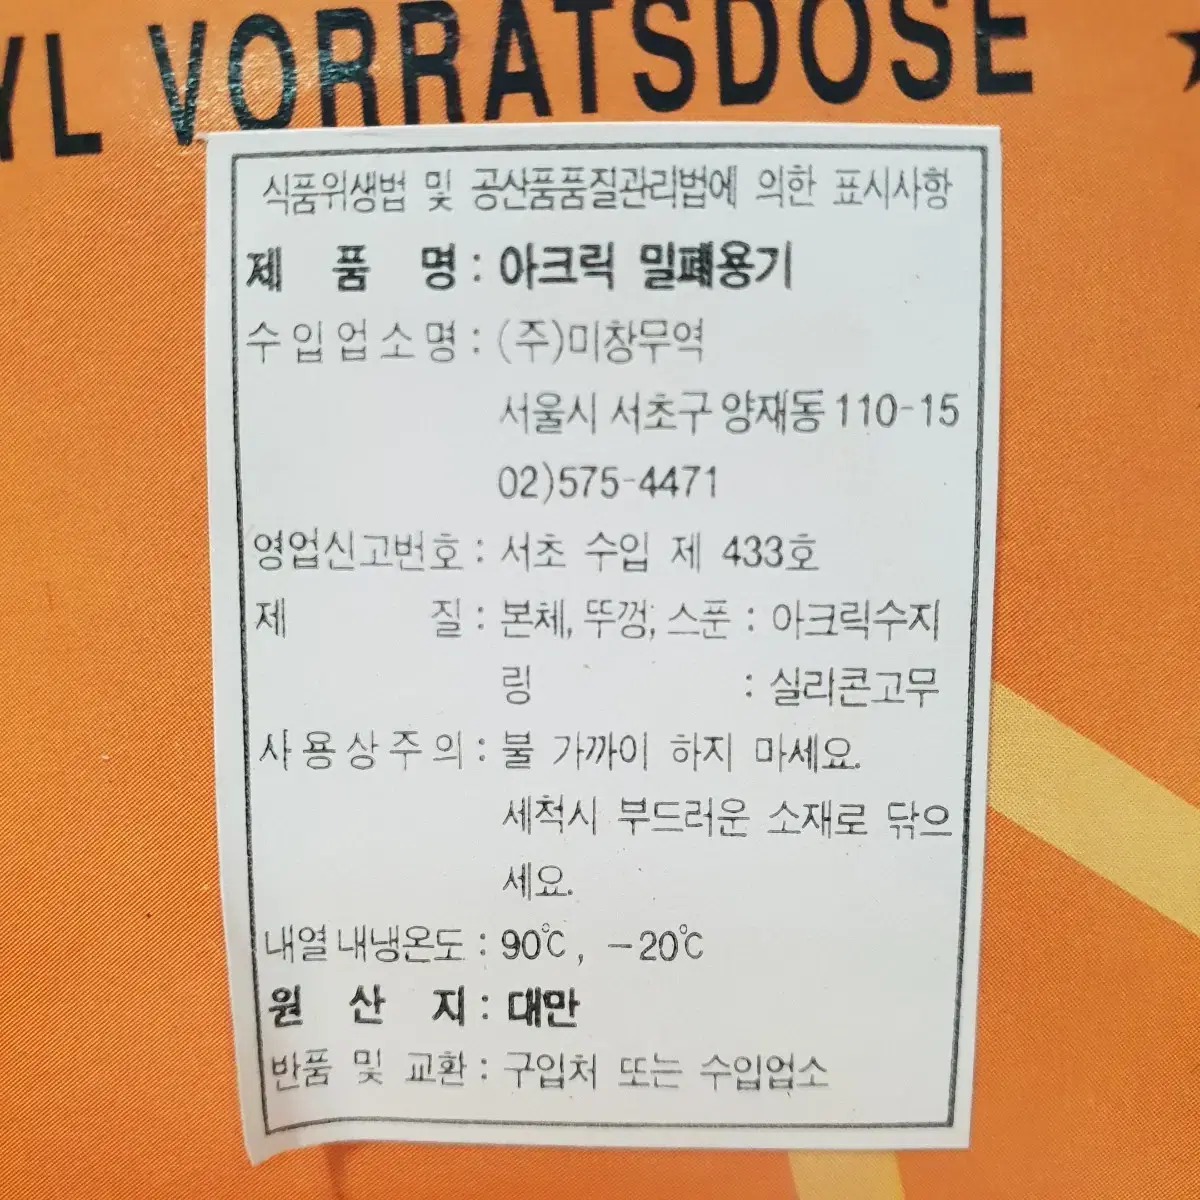 YL VORRATSDOSE
식품위생법 및 공산품품질관리법에 의한 표시사항
제 품 명 : 아크릭 밀폐용기
수입업소명 : (주)미창무역
서울시 서초구 양재동 110-15
02)575-4471
영업신고번호 : 서초 수입 제 433호
제 질 : 본체, 뚜껑, 스푼 : 아크릭수지
링 : 실리콘고무
사용상주의 : 불 가까이 하지 마세요.
세척시 부드러운 소재로 닦으
세요.
내열내냉온도 : 90℃, -20℃
원 산 지 : 대만
반품 및 교환 : 구입처 또는 수입업소